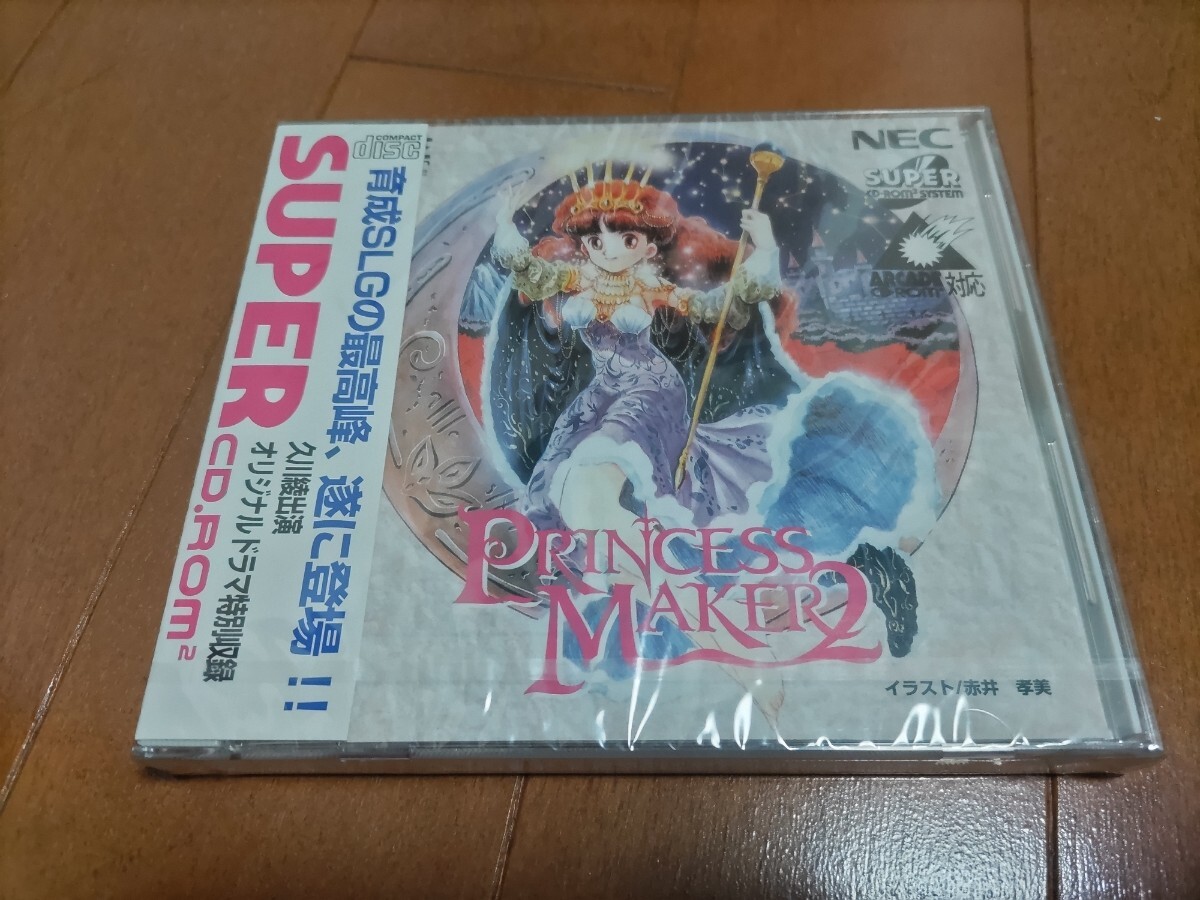 COMPACT
disc
SUPER
CD.ROM2
育成SLGの最高峰、遂に登場!!
久川綾出演
オリジナルドラマ特別収録
NEC
SUPER
CD-ROM2 SYSTEM
ARCADE
CD-ROM2
対応
PRINCESS
MAKER 2
イラスト/赤井 孝美